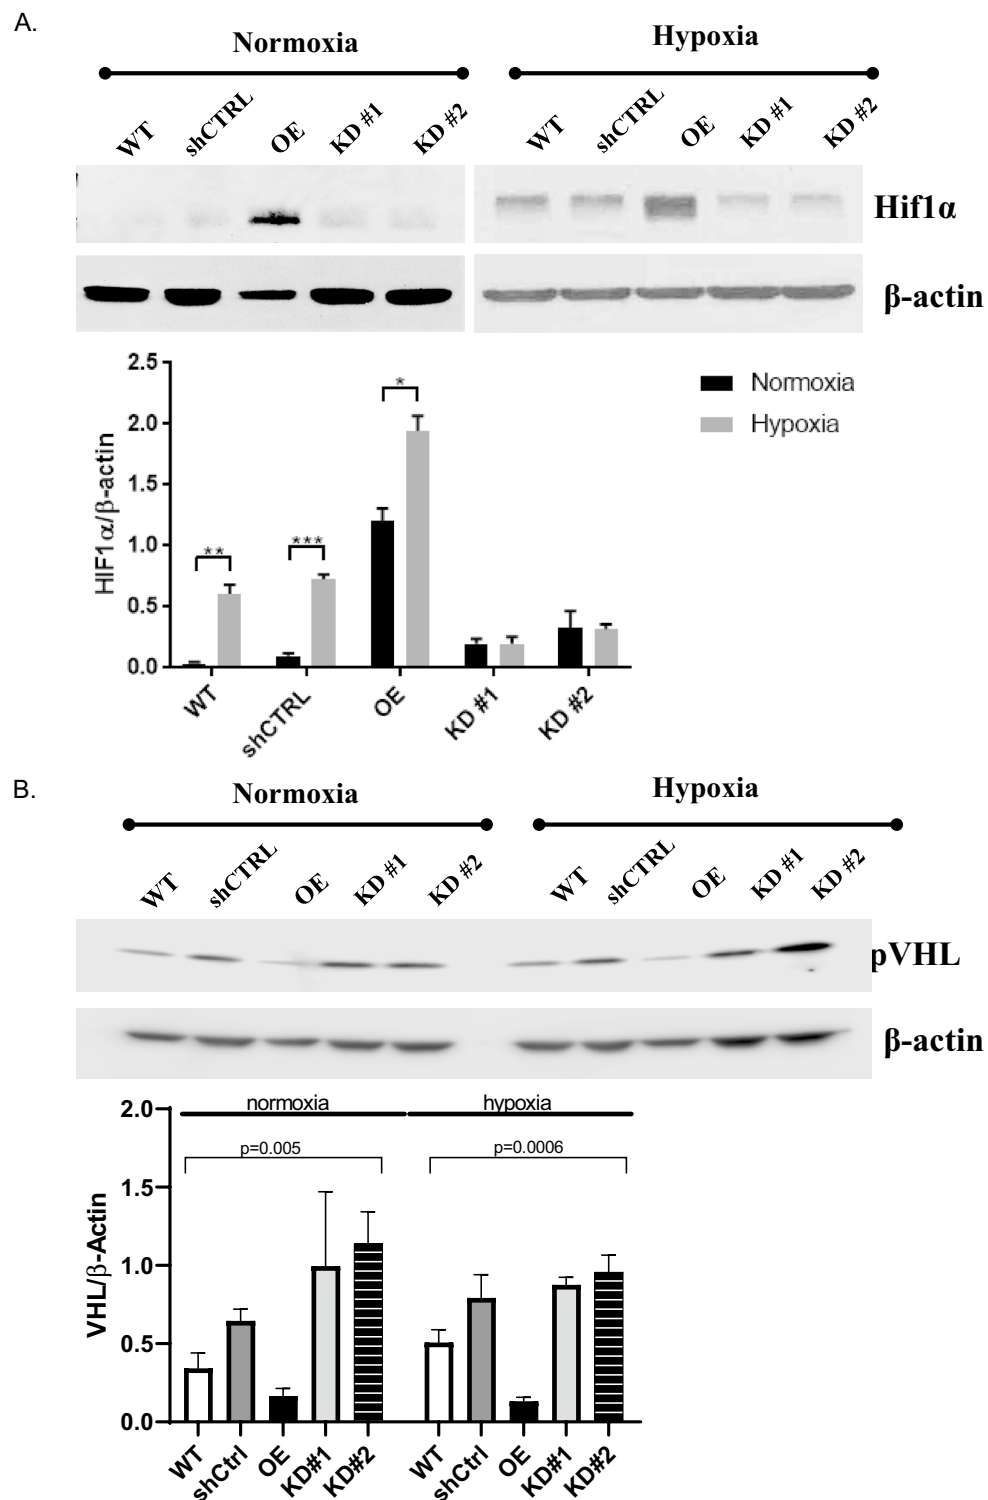 A.
Normoxia
Hypoxia
WT
shCTRL
OE
KD #1
KD #2
WT
shCTRL
OE
KD #1
KD #2
Hif1α
β-actin
2.5
2.0
1.5
1.0
0.5
0.0
HIF1α/β-actin
**
***
*
Normoxia
Hypoxia
WT
shCTRL
OE
KD #1
KD #2
B.
Normoxia
Hypoxia
WT
shCTRL
OE
KD #1
KD #2
WT
shCTRL
OE
KD #1
KD #2
pVHL
β-actin
normoxia
hypoxia
p=0.005
p=0.0006
2.0
1.5
1.0
0.5
0.0
VHL/β-Actin
WT
shCtrl
OE
KD#1
KD#2
WT
shCtrl
OE
KD#1
KD#2